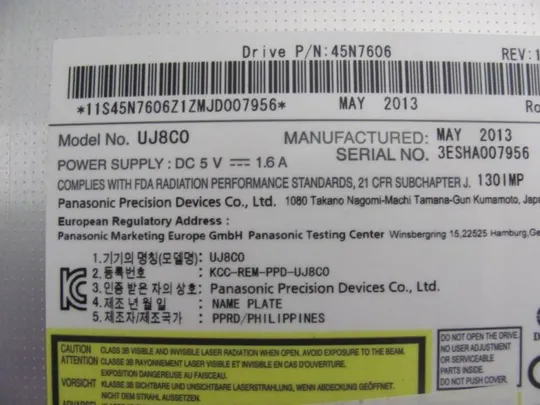 Drive P/N:45N7606
REV:1
*11S45N7606Z1ZMJD007956*
MAY 2013
Ro
Model No. UJ8C0
MANUFACTURED: MAY 2013
POWER SUPPLY : DC 5 V ⎓ 1.6 A
SERIAL NO. 3ESHA007956
COMPLIES WITH FDA RADIATION PERFORMANCE STANDARDS, 21 CFR SUBCHAPTER J. 1301MP
Panasonic Precision Devices Co., Ltd. 1080 Takano Nagomi-Machi Tamana-Gun Kumamoto, Japa
European Regulatory Address :
Panasonic Marketing Europe GmbH Panasonic Testing Center Winsbergring 15,22525 Hamburg,Ge
1.기기의 명칭(모델명): UJ8C0
2.등록번호 : KCC-REM-PPD-UJ8C0
3.인증 받은 자의 상호: Panasonic Precision Devices Co., Ltd.
4.제조 년 월 일 : NAME PLATE
5.제조자/제조국가 : PPRD/PHILIPPINES
CAUTION CLASS 3B VISIBLE AND INVISIBLE LASER RADIATION WHEN OPEN. AVOID EXPOSURE TO THE BEAM.
ATTENTION CLASSE 3B RAYONNEMENT LASER VISIBLE ET INVISIBLE EN CAS D'OUVERTURE.
EXPOSITION DANGEREUSE AU FAISCEAU.
VORSICHT KLASSE 3B SICHTBARE UND UNSICHTBARE LASERSTRAHLUNG, WENN ABDECKUNG GEÖFFNET.
NICHT DEM STRAHL AUSSETZEN.
DO NOT OPEN THE DRIVE.
NO USER ADJUSTMENT
OR SERVICEABLE
PARTS INSIDE.
DO NOT PUSH COVER.